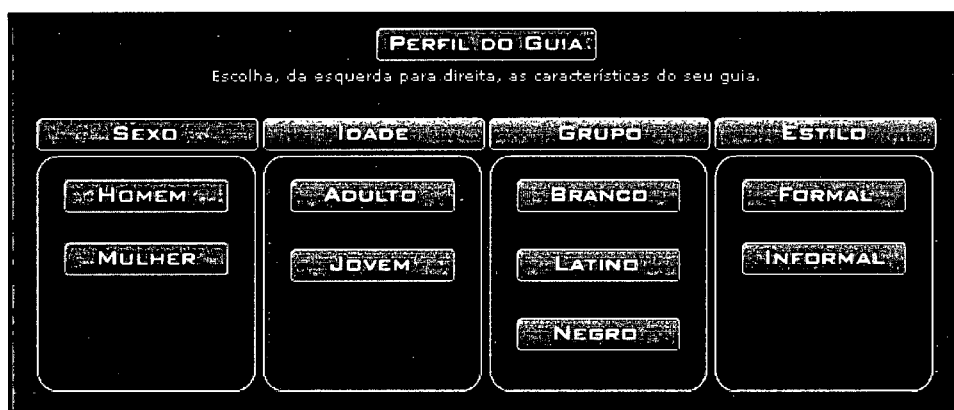 PERFIL DO GUIA
Escolha, da esquerda para direita, as características do seu guia.
SEXO IDADE GRUPO ESTILO
HOMEM ADULTO BRANCO FORMAL
MULHER JOVEM LATINO INFORMAL
NEGRO